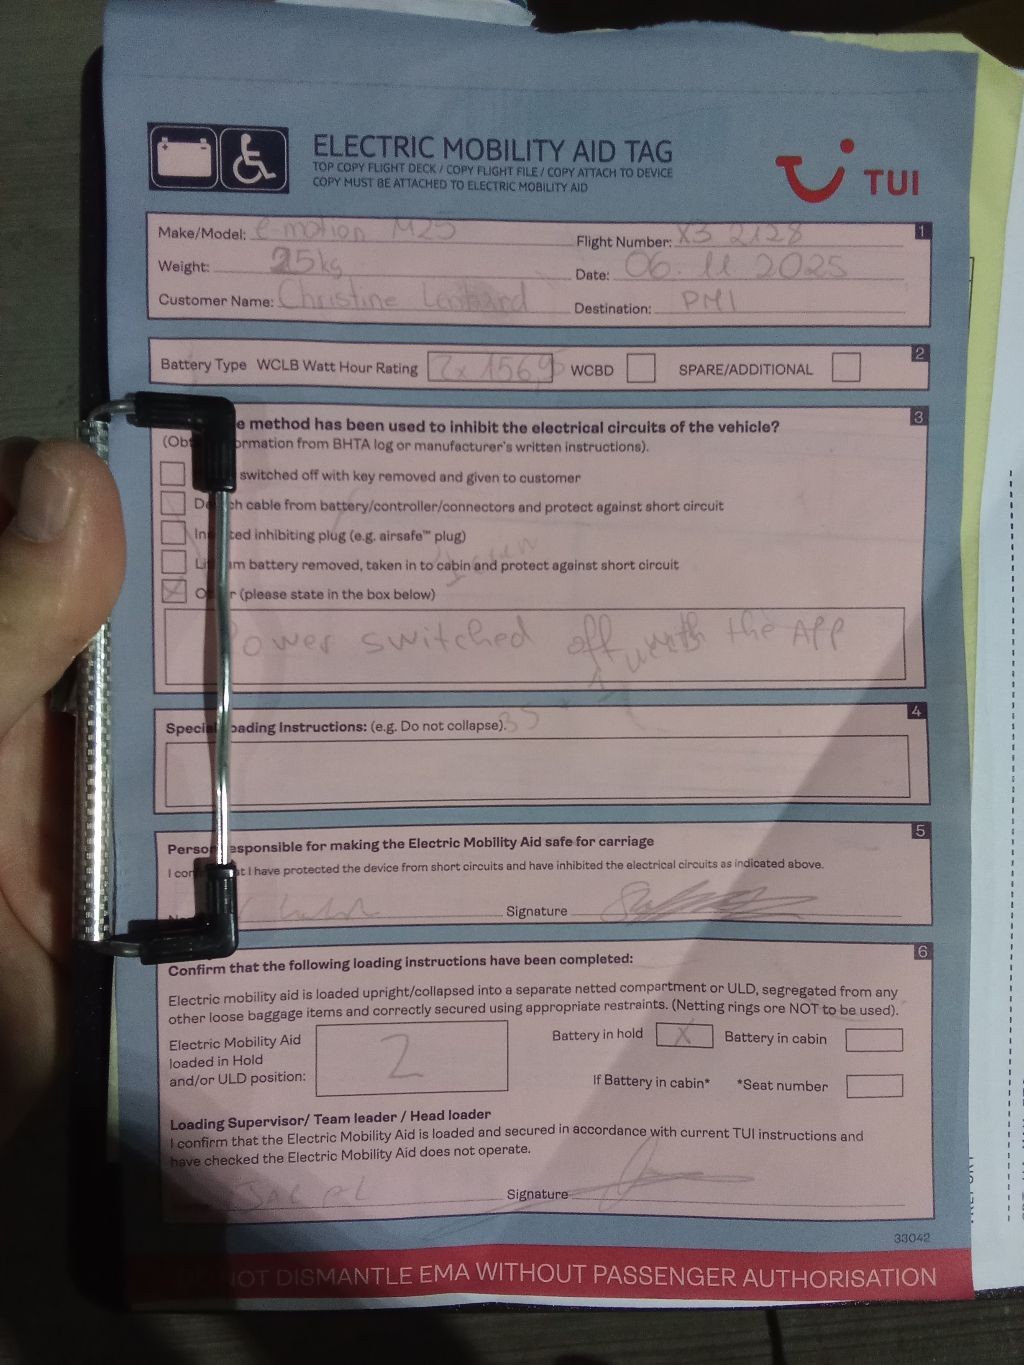 ELECTRIC MOBILITY AID TAG
TOP COPY FLIGHT DECK / COPY FLIGHT FILE / COPY ATTACH TO DEVICE
COPY MUST BE ATTACHED TO ELECTRIC MOBILITY AID
TUI
1
Make/Model: e-motion M25
Flight Number: X3 2128
Weight: 25kg
Date: 06.11 2025
Customer Name: Christine
Destination: PMI
2
Battery Type WCLB Watt Hour Rating 2x 156,5 WCBD SPARE/ADDITIONAL
3
method has been used to inhibit the electrical circuits of the vehicle?
from BHTA log or manufacturer's written instructions).
switched off with key removed and given to customer
cable from battery/controller/connectors and protect against short circuit
inhibiting plug (e.g. airsafe™ plug)
battery removed, taken in to cabin and protect against short circuit
X (please state in the box below)
Power switched off with the APP
4
Special Loading Instructions: (e.g. Do not collapse).
5
Person responsible for making the Electric Mobility Aid safe for carriage
I have protected the device from short circuits and have inhibited the electrical circuits as indicated above.
Signature
6
Confirm that the following loading instructions have been completed:
Electric mobility aid is loaded upright/collapsed into a separate netted compartment or ULD, segregated from any
other loose baggage items and correctly secured using appropriate restraints. (Netting rings are NOT to be used).
Electric Mobility Aid
loaded in Hold
and/or ULD position: 2
Battery in hold X Battery in cabin
If Battery in cabin* *Seat number
Loading Supervisor/ Team leader / Head loader
I confirm that the Electric Mobility Aid is loaded and secured in accordance with current TUI instructions and
have checked the Electric Mobility Aid does not operate.
Signature
33042
NOT DISMANTLE EMA WITHOUT PASSENGER AUTHORISATION